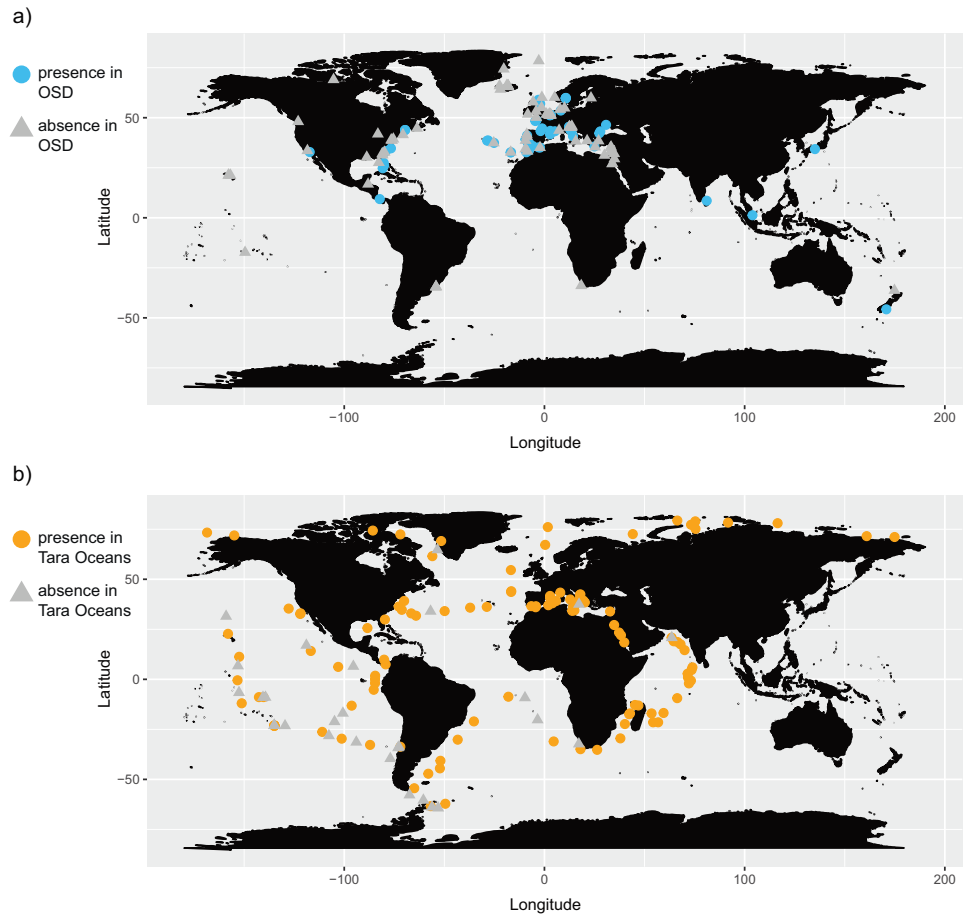 a)
presence in
OSD
absence in
OSD
Latitude
50
0
−50
−100
0
100
200
Longitude
b)
presence in
Tara Oceans
absence in
Tara Oceans
Latitude
50
0
−50
−100
0
100
200
Longitude